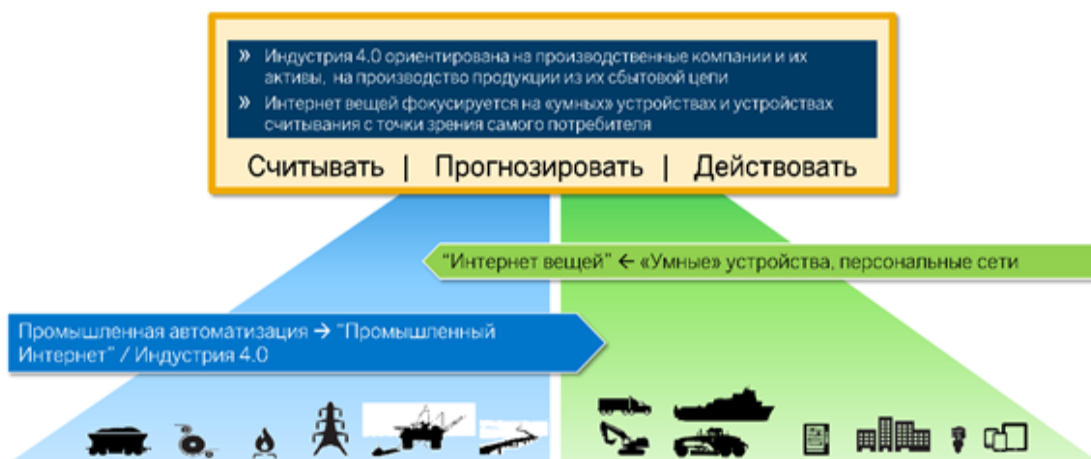 » Индустрия 4.0 ориентирована на производственные компании и их
активы, на производство продукции из их сбытовой цепи
» Интернет вещей фокусируется на «умных» устройствах и устройствах
считывания с точки зрения самого потребителя
Считывать | Прогнозировать | Действовать
"Интернет вещей" ← «Умные» устройства, персональные сети
Промышленная автоматизация → "Промышленный
Интернет" / Индустрия 4.0